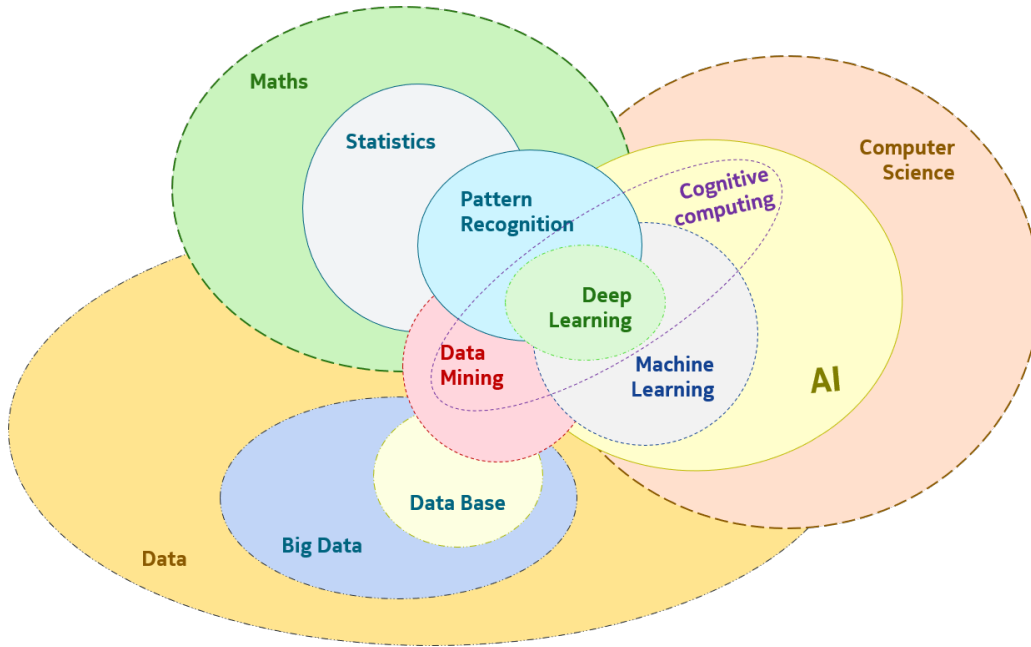 Maths
Statistics
Computer
Science
Cognitive
computing
Pattern
Recognition
Deep
Learning
Data
Mining
Machine
Learning
AI
Data Base
Big Data
Data